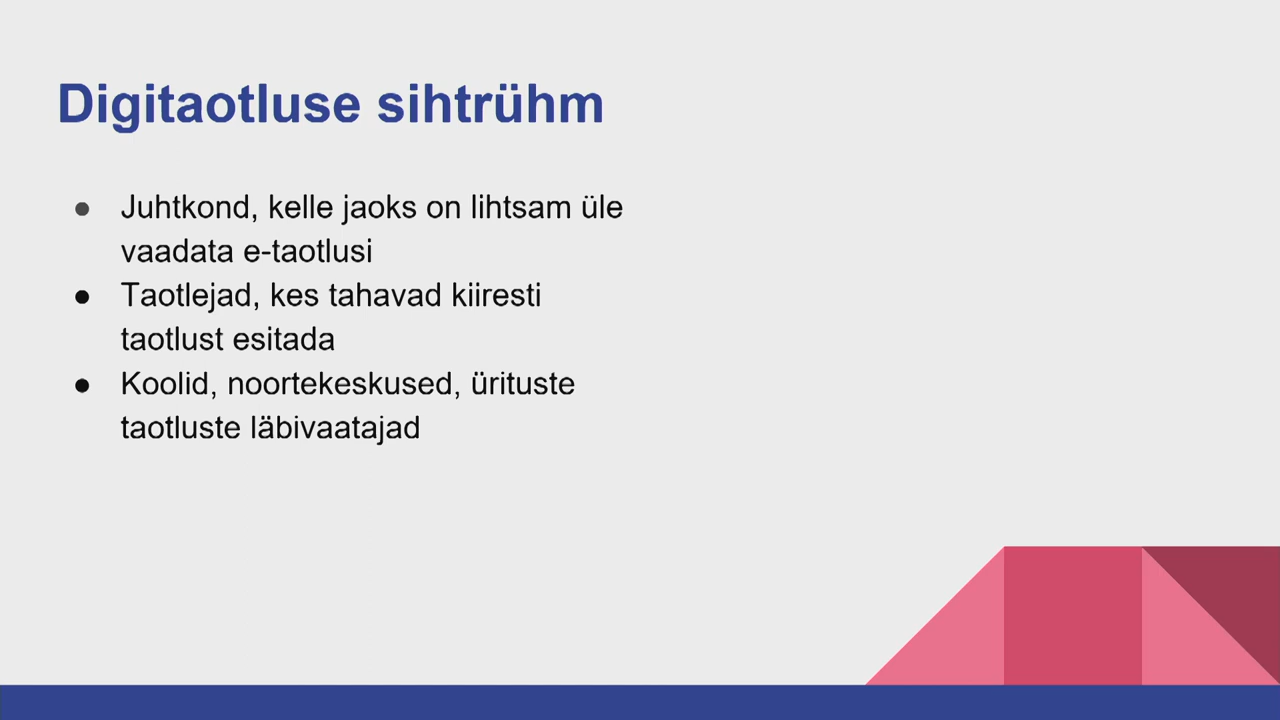 Digitaotluse sihtrühm
● Juhtkond, kelle jaoks on lihtsam üle
vaadata e-taotlusi
● Taotlejad, kes tahavad kiiresti
taotlust esitada
● Koolid, noortekeskused, ürituste
taotluste läbivaatajad